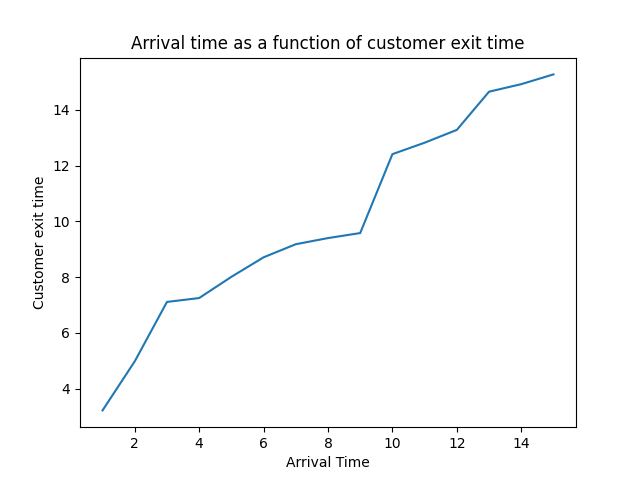 Arrival time as a function of customer exit time
Customer exit time
14
12
10
8
6
4
2 4 6 8 10 12 14
Arrival Time